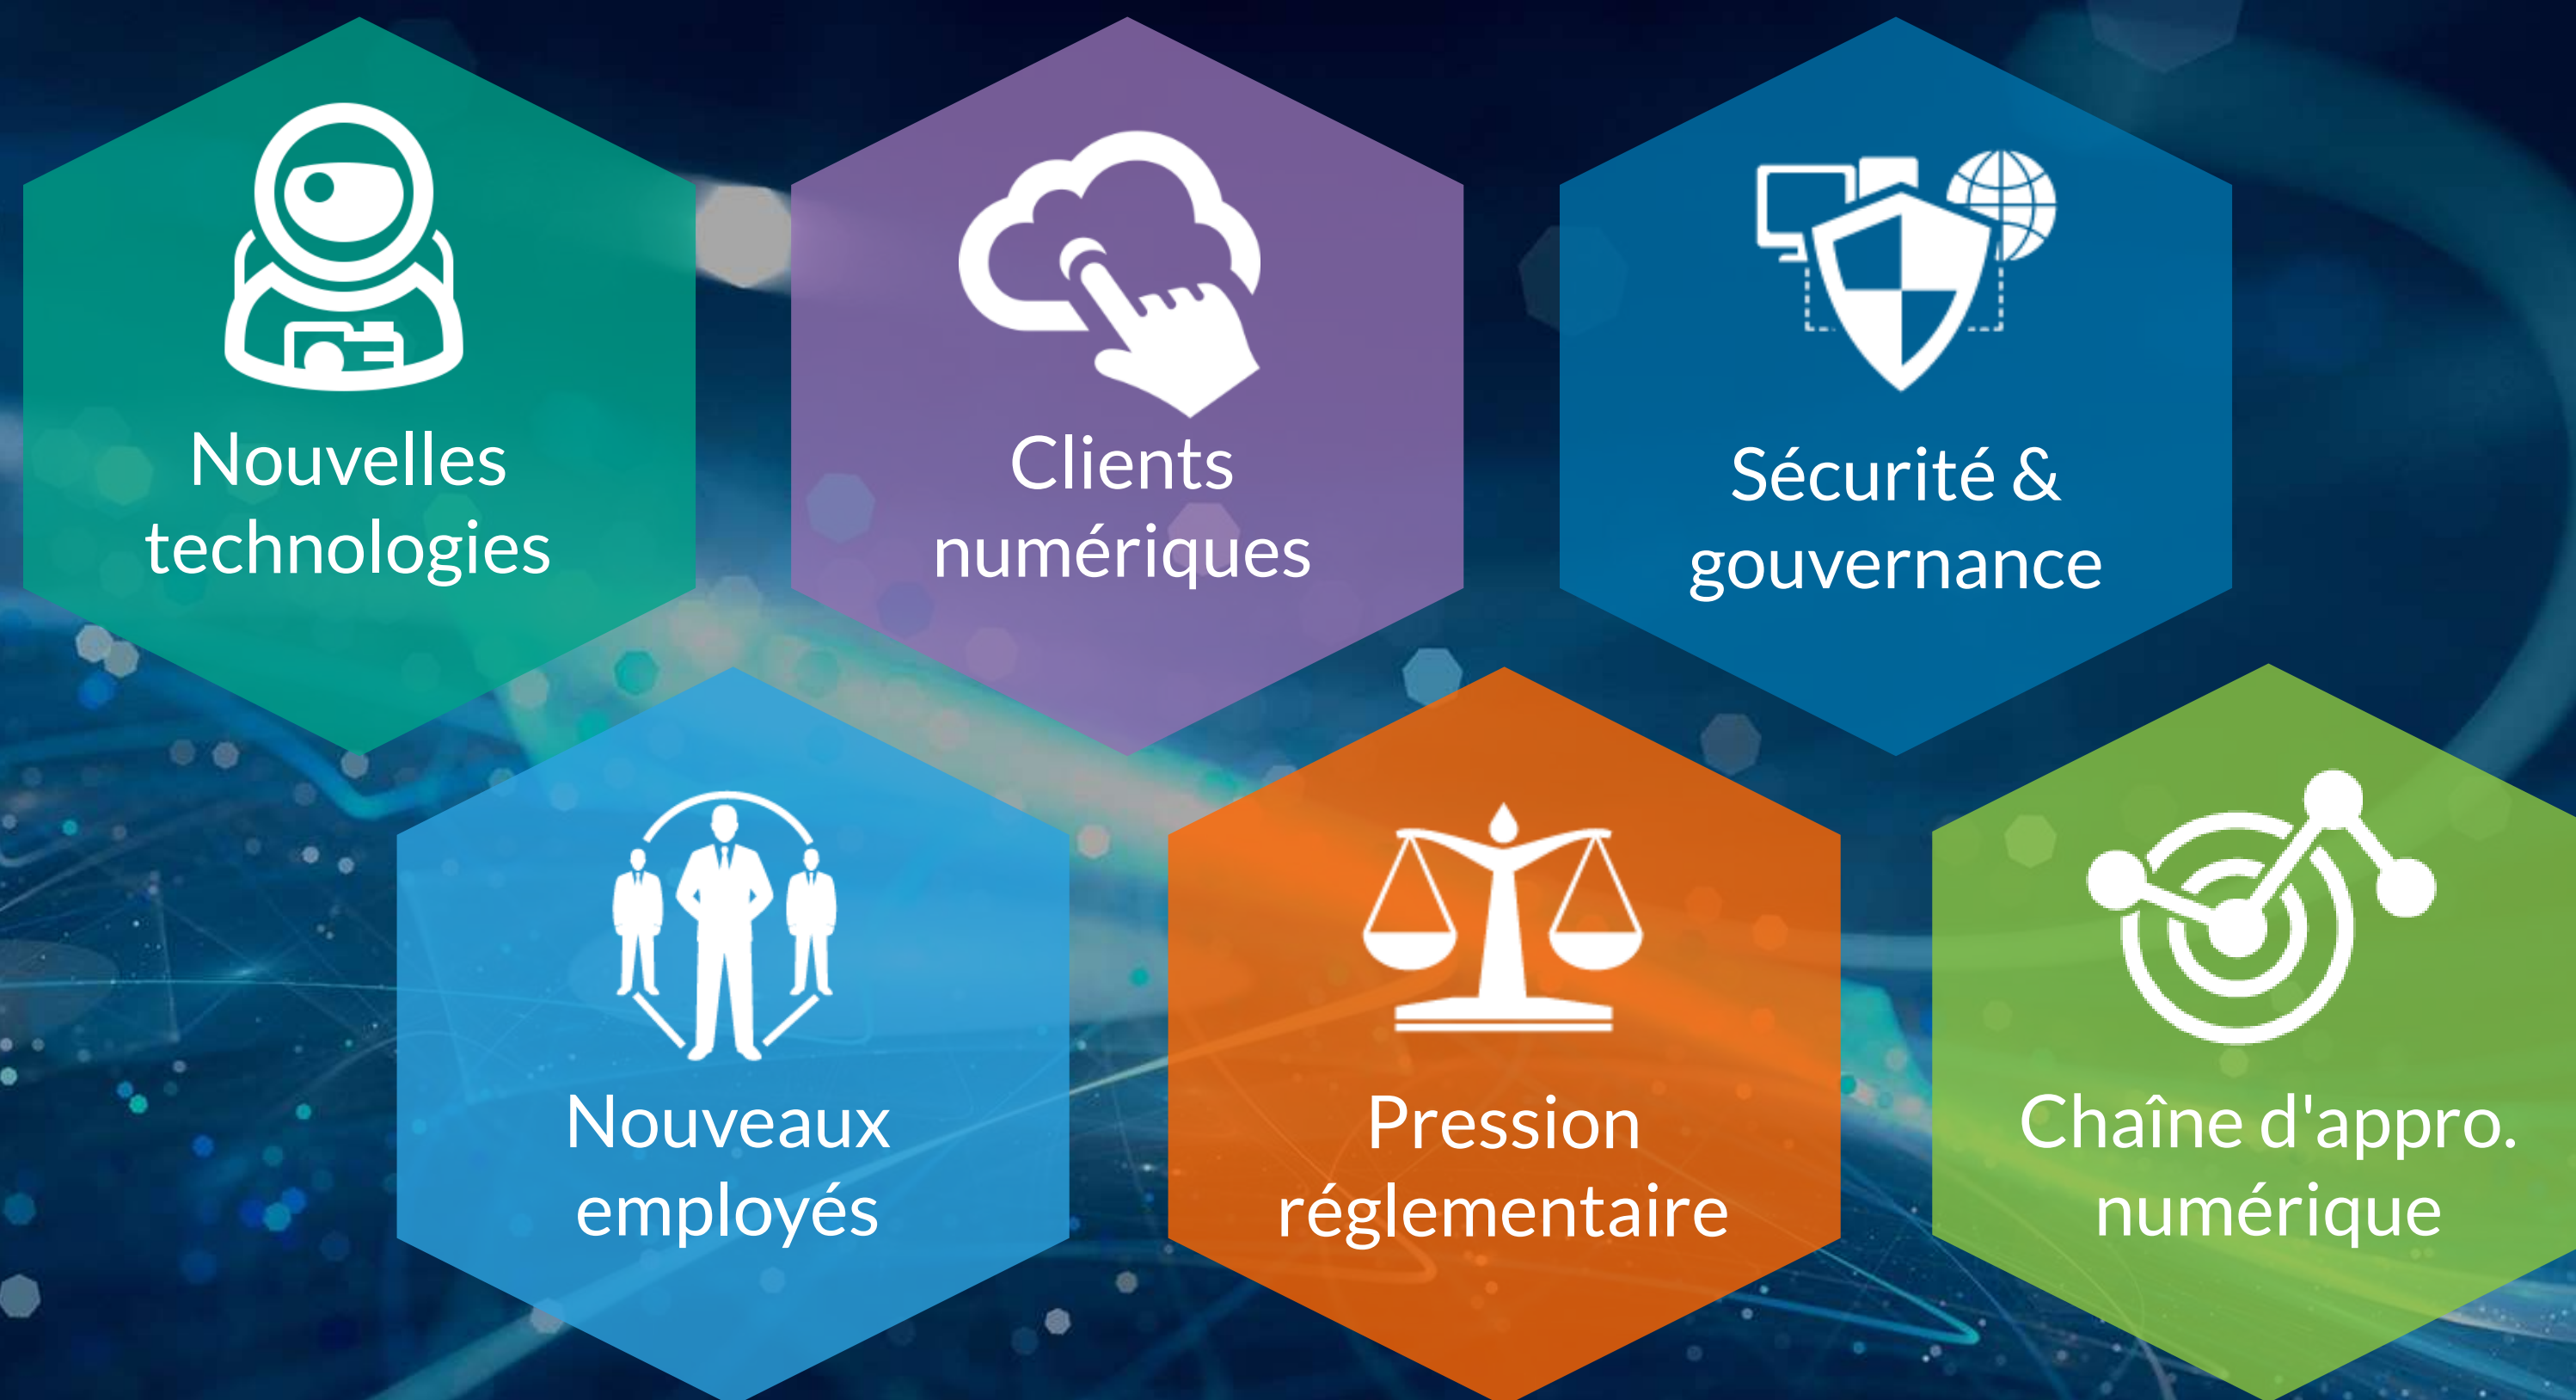 Nouvelles
technologies
Clients
numériques
Sécurité &
gouvernance
Nouveaux
employés
Pression
réglementaire
Chaîne d'appro.
numérique